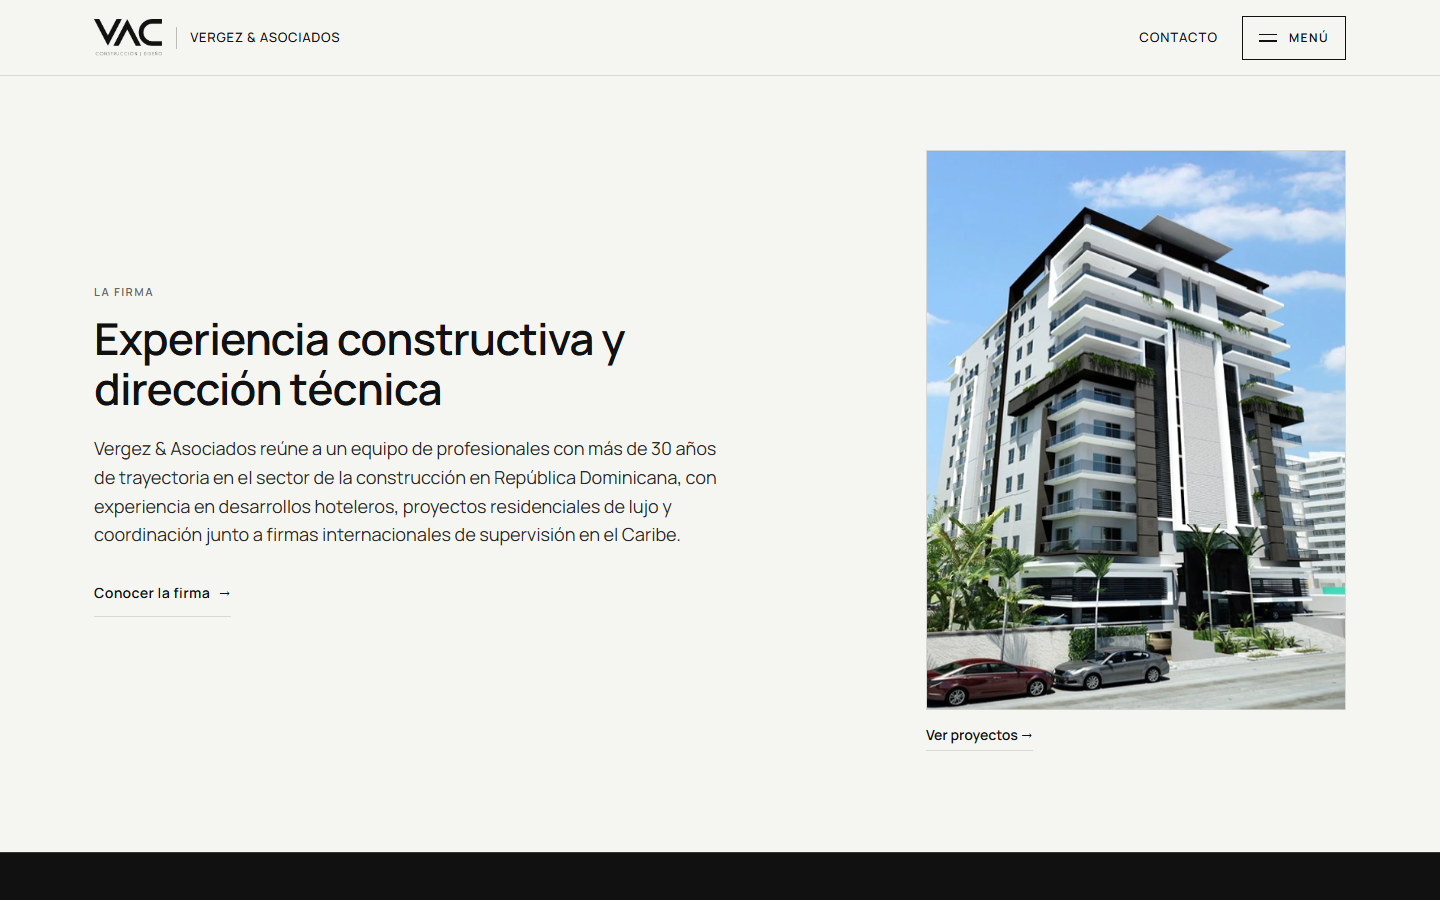 VAC
CONSTRUCCIÓN | DISEÑO
VERGEZ & ASOCIADOS
CONTACTO
MENÚ
LA FIRMA
Experiencia constructiva y
dirección técnica
Vergez & Asociados reúne a un equipo de profesionales con más de 30 años
de trayectoria en el sector de la construcción en República Dominicana, con
experiencia en desarrollos hoteleros, proyectos residenciales de lujo y
coordinación junto a firmas internacionales de supervisión en el Caribe.
Conocer la firma →
Ver proyectos →